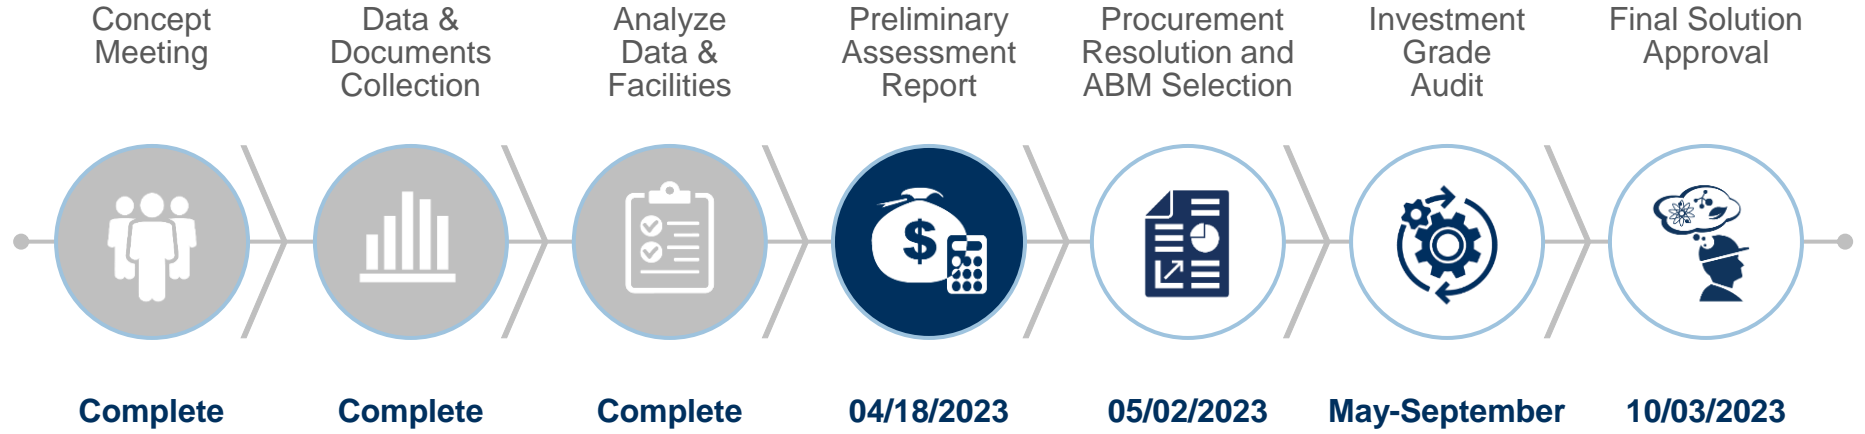 Concept
Meeting
Data &
Documents
Collection
Analyze
Data &
Facilities
Preliminary
Assessment
Report
Procurement
Resolution and
ABM Selection
Investment
Grade
Audit
Final Solution
Approval
$
Complete
Complete
Complete
04/18/2023
05/02/2023
May-September
10/03/2023